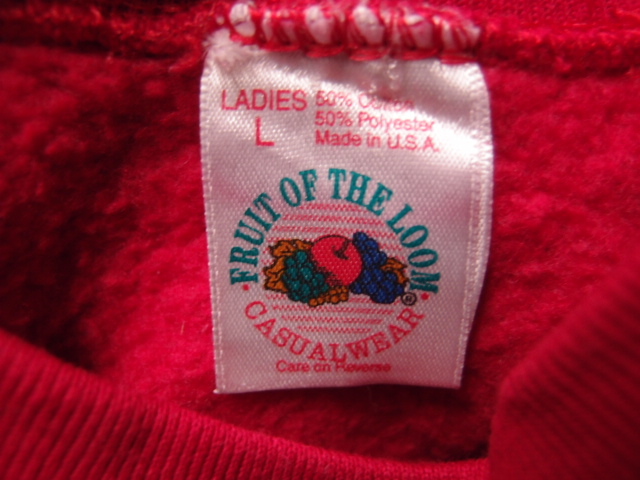 LADIES 50% Cotton
50% Polyester
L Made in U.S.A.
FRUIT OF THE LOOM
®
CASUALWEAR
Care on Reverse